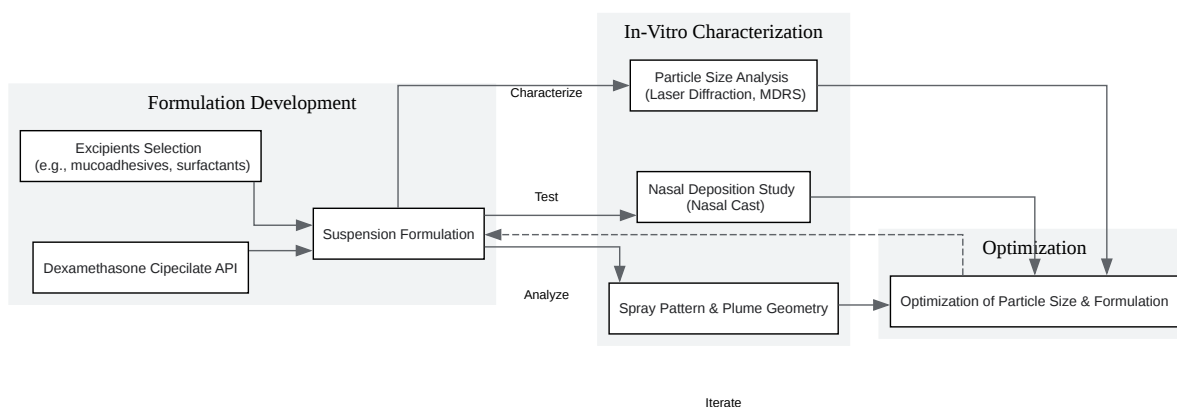 Formulation Development
Excipients Selection
(e.g., mucoadhesives, surfactants)
Dexamethasone Cipecilate API
Suspension Formulation
Characterize
Test
Analyze
In-Vitro Characterization
Particle Size Analysis
(Laser Diffraction, MDRS)
Nasal Deposition Study
(Nasal Cast)
Spray Pattern & Plume Geometry
Optimization
Optimization of Particle Size & Formulation
Iterate